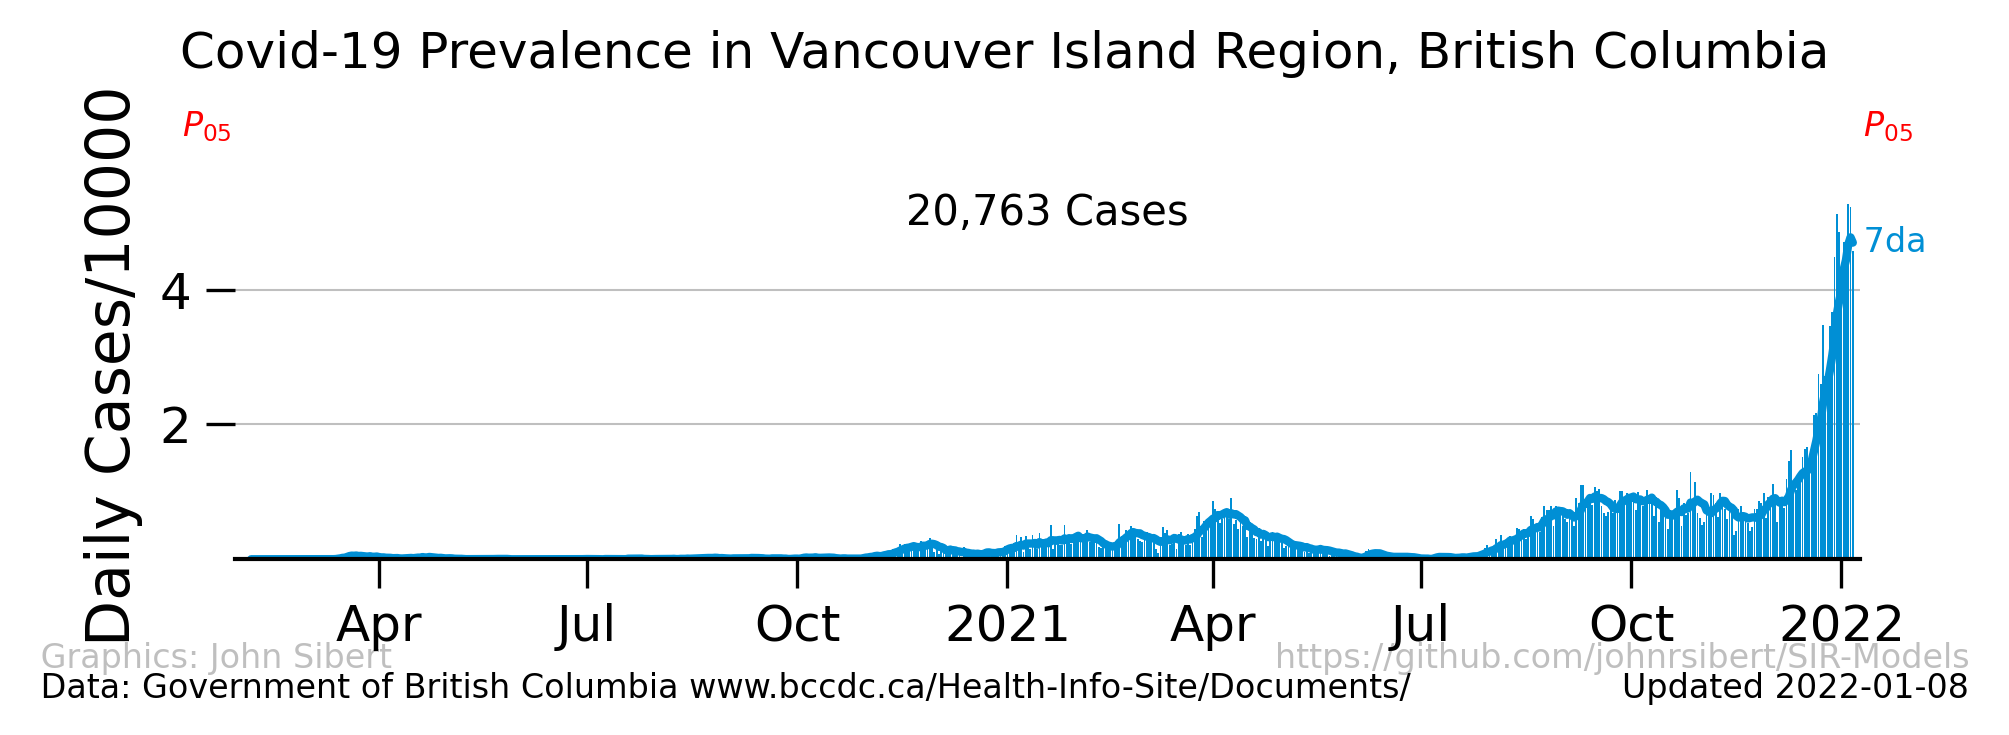 Covid-19 Prevalence in Vancouver Island Region, British Columbia
Daily Cases/10000
P05
P05
20,763 Cases
7da
4
2
Apr Jul Oct 2021 Apr Jul Oct 2022
Graphics: John Sibert
https://github.com/johnrsibert/SIR-Models
Data: Government of British Columbia www.bccdc.ca/Health-Info-Site/Documents/
Updated 2022-01-08